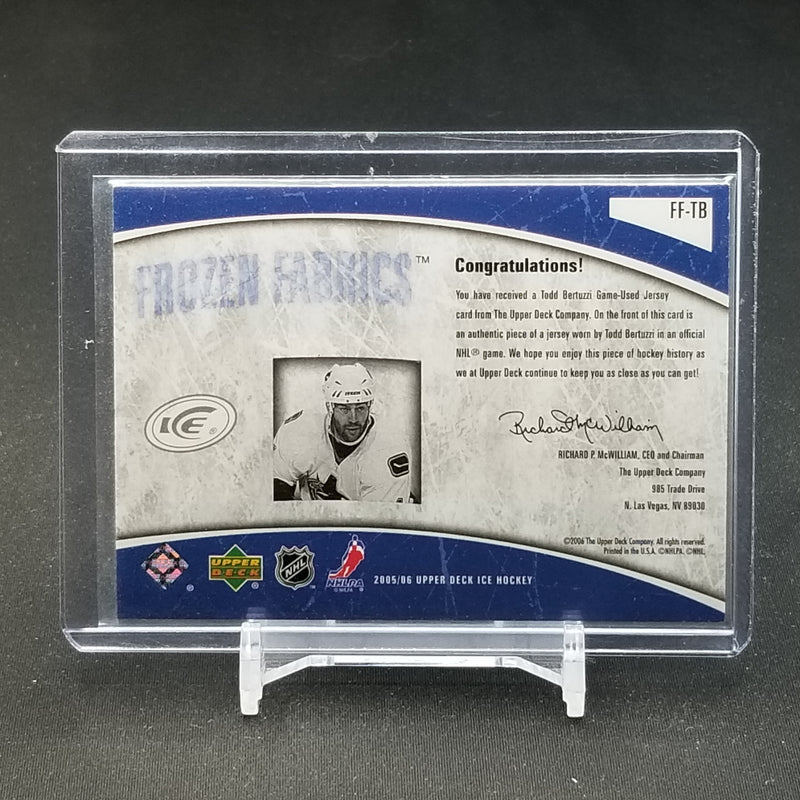 FF-TB
FROZEN FABRICS™
Congratulations!
You have received a Todd Bertuzzi Game-Used Jersey
card from The Upper Deck Company. On the front of this card is
an authentic piece of a jersey worn by Todd Bertuzzi in an official
NHL® game. We hope you enjoy this piece of hockey history as
we at Upper Deck continue to keep you as close as you can get!
ICE®
Richard McWilliam
RICHARD P. McWILLIAM, CEO and Chairman
The Upper Deck Company
985 Trade Drive
N. Las Vegas, NV 89030
©2006 The Upper Deck Company. All rights reserved.
Printed in the U.S.A. ©NHLPA. ©NHL.
UPPER
DECK
NHL
NHLPA
©NHLPA
2005/06 UPPER DECK ICE HOCKEY